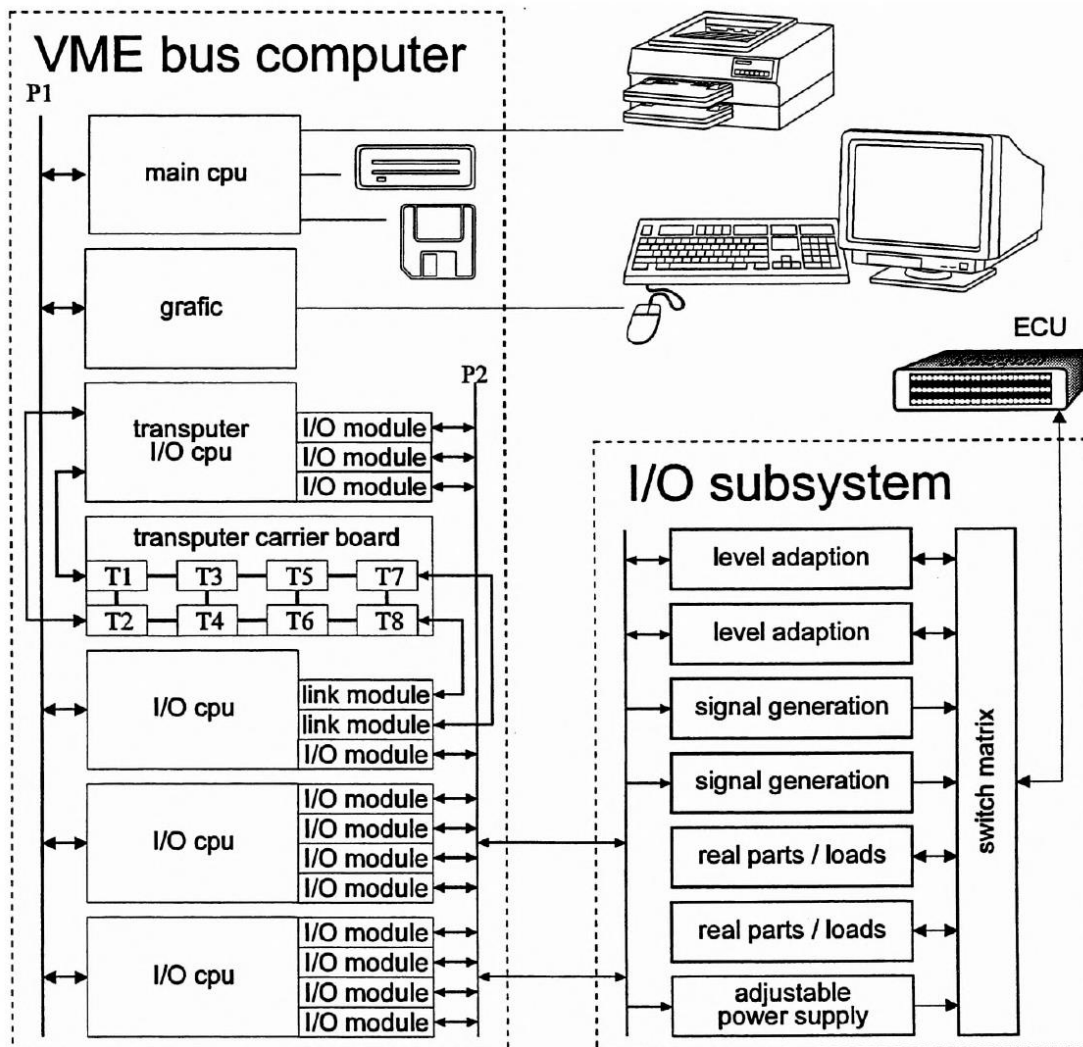 VME bus computer
P1
main cpu
grafic
ECU
P2
transputer
I/O cpu
I/O module
I/O module
I/O module
transputer carrier board
T1
T3
T5
T7
T2
T4
T6
T8
I/O cpu
link module
link module
I/O module
I/O cpu
I/O module
I/O module
I/O module
I/O module
I/O cpu
I/O module
I/O module
I/O module
I/O module
I/O subsystem
level adaption
level adaption
signal generation
signal generation
real parts / loads
real parts / loads
adjustable
power supply
switch matrix